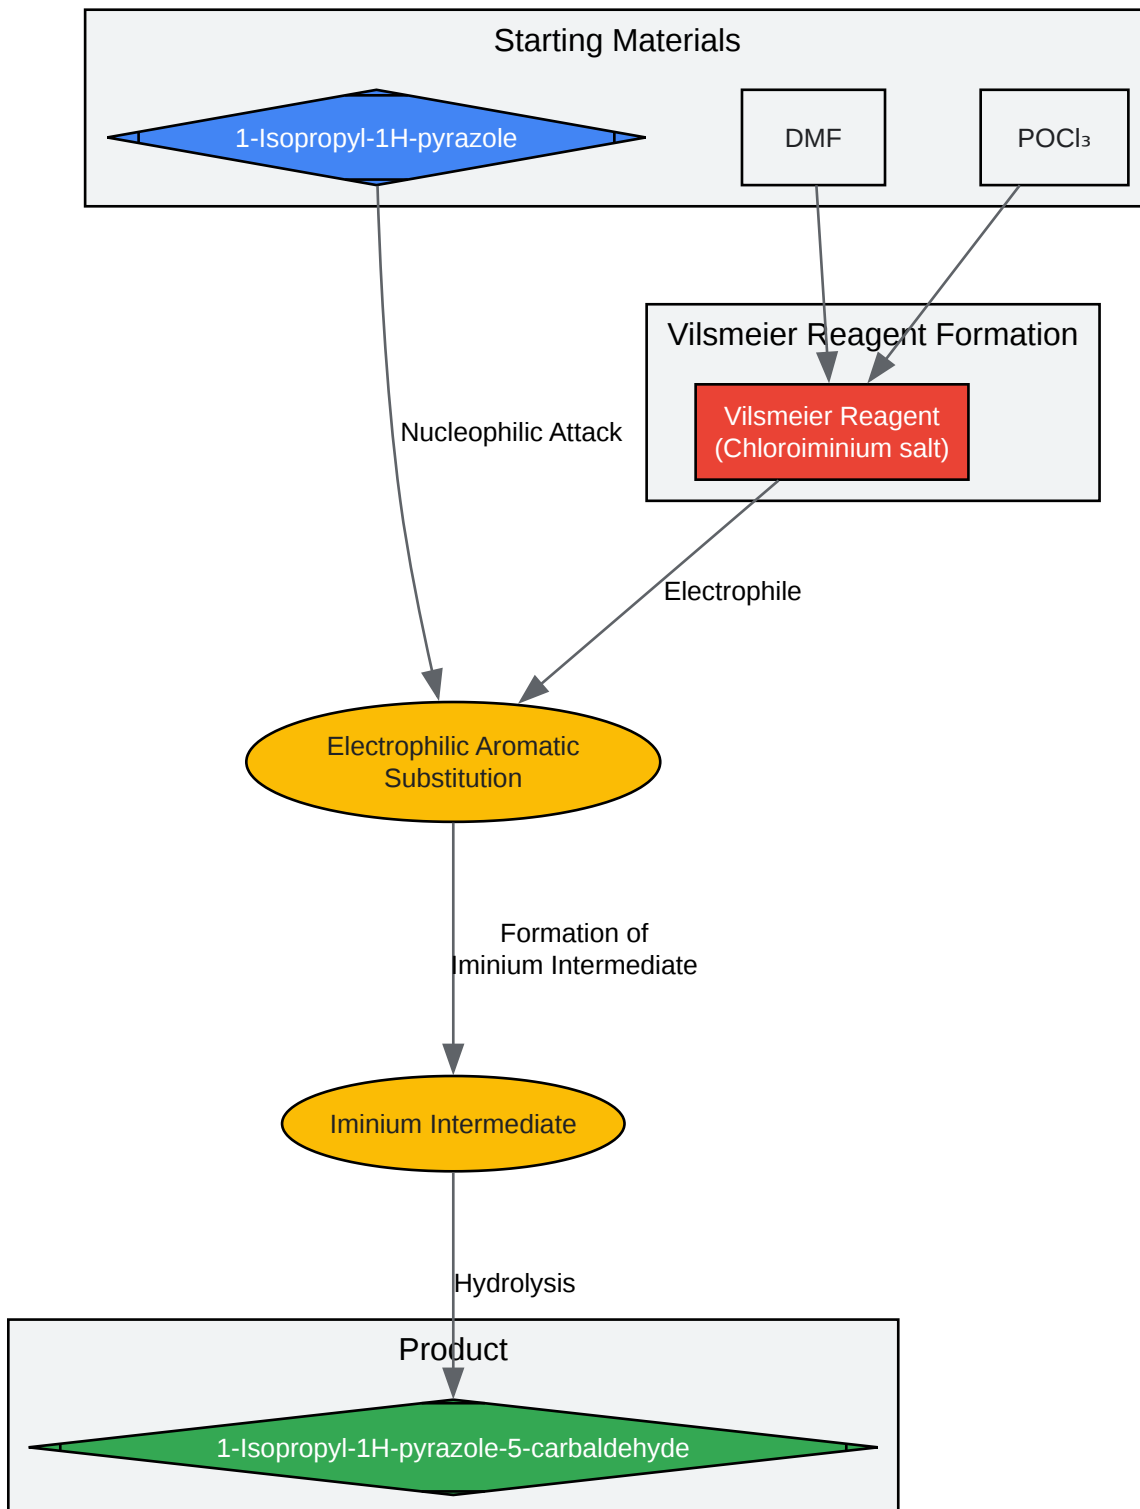 Starting Materials
1-Isopropyl-1H-pyrazole
DMF
POCl₃
Vilsmeier Reagent Formation
Vilsmeier Reagent
(Chloroiminium salt)
Nucleophilic Attack
Electrophile
Electrophilic Aromatic
Substitution
Formation of
Iminium Intermediate
Iminium Intermediate
Hydrolysis
Product
1-Isopropyl-1H-pyrazole-5-carbaldehyde